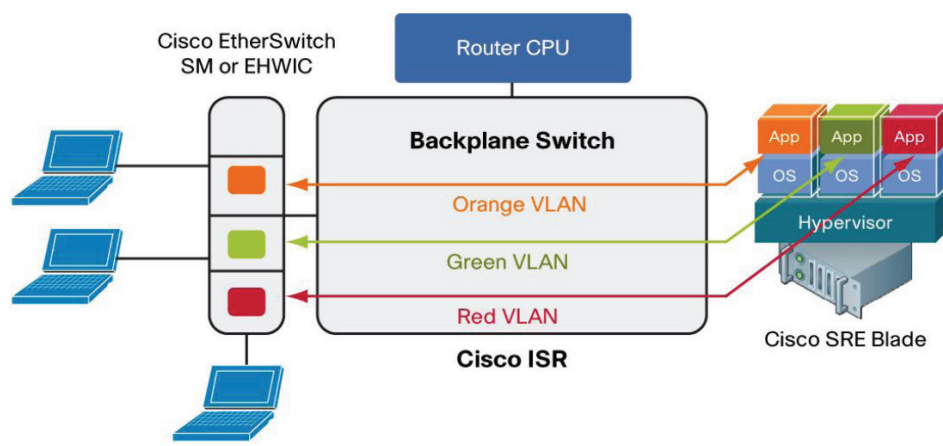 Cisco EtherSwitch
SM or EHWIC
Router CPU
Backplane Switch
Orange VLAN
Green VLAN
Red VLAN
Cisco ISR
App
App
App
OS
OS
OS
Hypervisor
Cisco SRE Blade